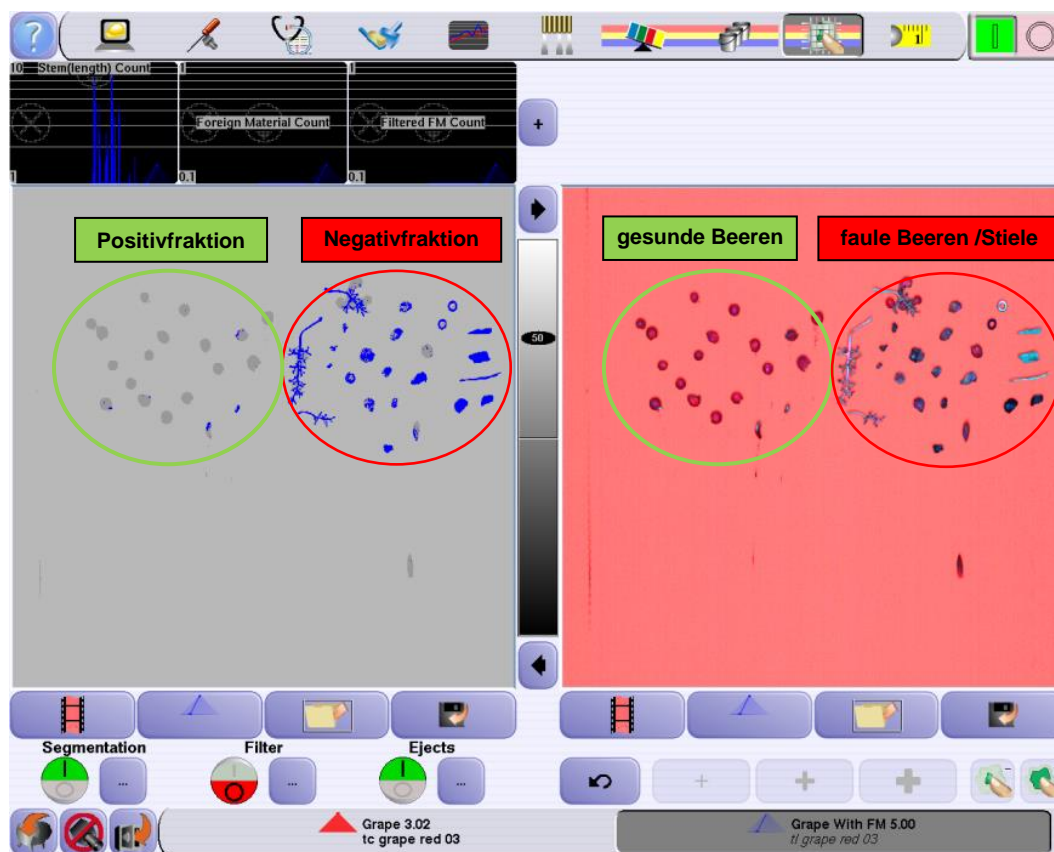 ?
1
10 Stem(length) Count
1
1
Foreign Material Count
Filtered FM Count
1
0.1
0.1
+
Positivfraktion
Negativfraktion
gesunde Beeren
faule Beeren /Stiele
50
Segmentation
Filter
Ejects
...
...
...
Grape 3.02
tc grape red 03
Grape With FM 5.00
tl grape red 03